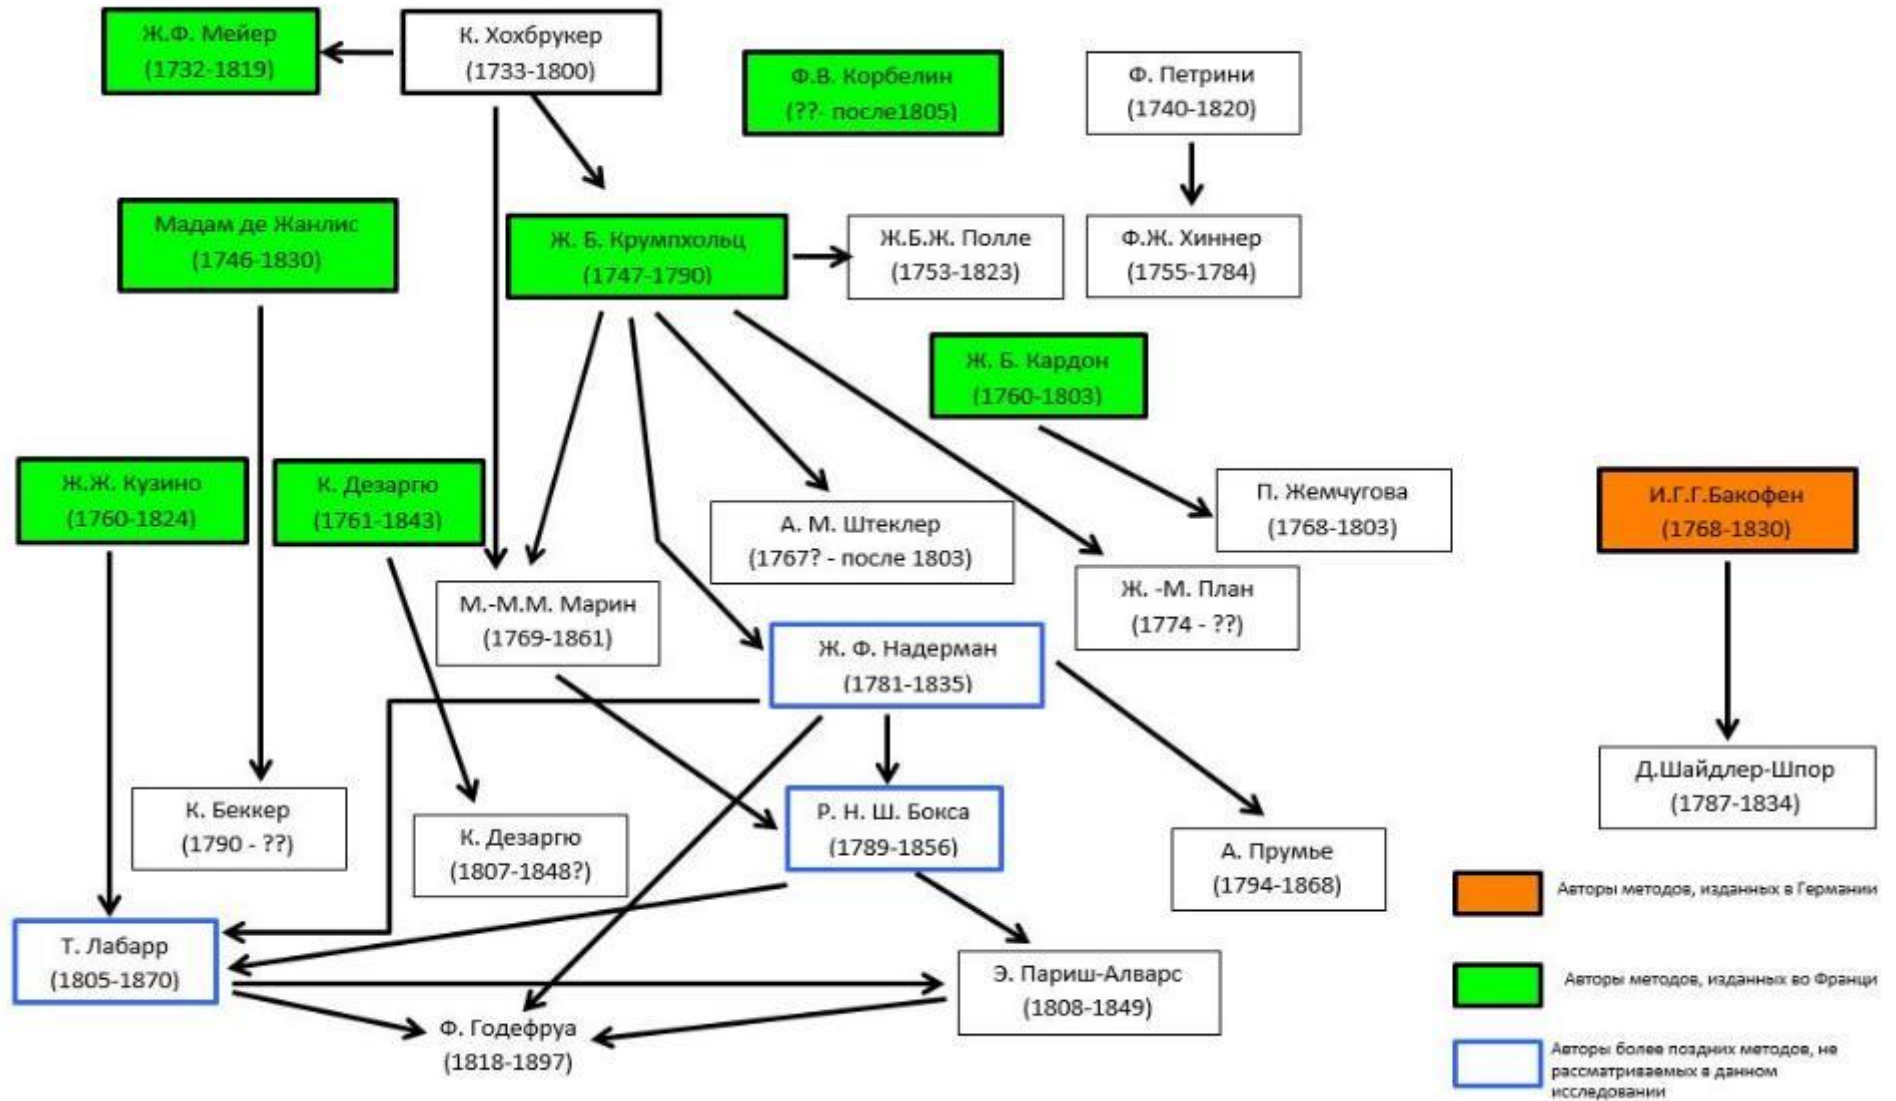 Ж.Ф. Мейер
(1732-1819)
К. Хохбрукер
(1733-1800)
Ф.В. Корбелин
(??- после1805)
Ф. Петрини
(1740-1820)
Мадам де Жанлис
(1746-1830)
Ж. Б. Крумпхольц
(1747-1790)
Ж.Б.Ж. Полле
(1753-1823)
Ф.Ж. Хиннер
(1755-1784)
Ж. Б. Кардон
(1760-1803)
Ж.Ж. Кузино
(1760-1824)
К. Дезаргю
(1761-1843)
А. М. Штеклер
(1767? - после 1803)
П. Жемчугова
(1768-1803)
И.Г.Г.Бакофен
(1768-1830)
М.-М.М. Марин
(1769-1861)
Ж. -М. План
(1774 - ??)
Ж. Ф. Надерман
(1781-1835)
Д.Шайдлер-Шпор
(1787-1834)
К. Беккер
(1790 - ??)
К. Дезаргю
(1807-1848?)
Р. Н. Ш. Бокса
(1789-1856)
А. Прумье
(1794-1868)
Т. Лабарр
(1805-1870)
Э. Париш-Алварс
(1808-1849)
Ф. Годефруа
(1818-1897)
Авторы методов, изданных в Германии
Авторы методов, изданных во Франци
Авторы более поздних методов, не
рассматриваемых в данном
исследовании